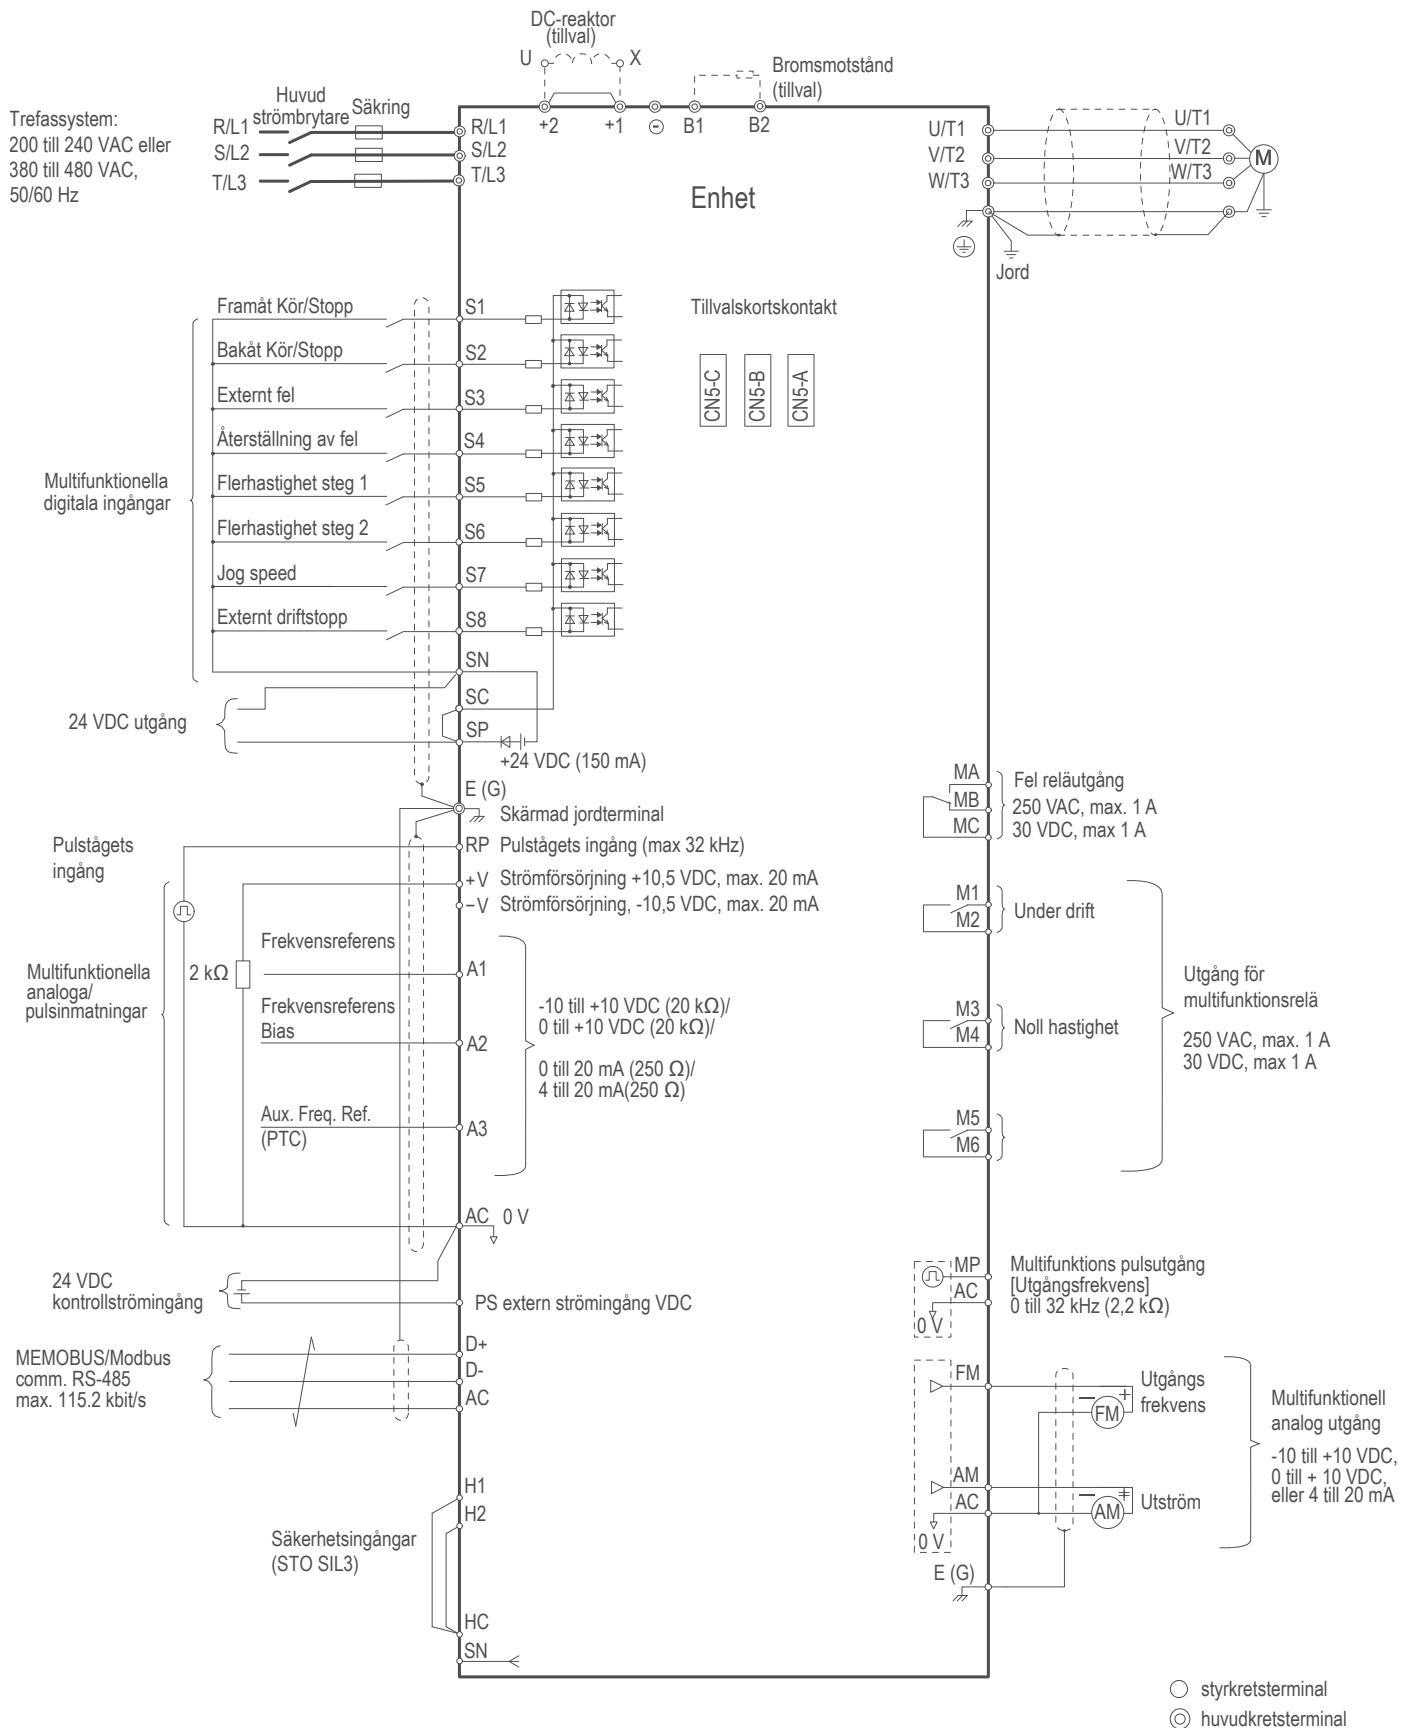 DC-reaktor
(tillval)
U
X
Bromsmotstånd
(tillval)
+2
+1
⊖
B1
B2
Trefassystem:
200 till 240 VAC eller
380 till 480 VAC,
50/60 Hz
Huvud
strömbrytare
Säkring
R/L1
S/L2
T/L3
R/L1
S/L2
T/L3
Enhet
U/T1
V/T2
W/T3
U/T1
V/T2
W/T3
M
Jord
Tillvalskortskontakt
CN5-C
CN5-B
CN5-A
Multifunktionella
digitala ingångar
Framåt Kör/Stopp
S1
Bakåt Kör/Stopp
S2
Externt fel
S3
Återställning av fel
S4
Flerhastighet steg 1
S5
Flerhastighet steg 2
S6
Jog speed
S7
Externt driftstopp
S8
SN
SC
SP
24 VDC utgång
+24 VDC (150 mA)
E (G)
Skärmad jordterminal
Pulstågets
ingång
RP Pulstågets ingång (max 32 kHz)
+V Strömförsörjning +10,5 VDC, max. 20 mA
−V Strömförsörjning, -10,5 VDC, max. 20 mA
Multifunktionella
analoga/
pulsinmatningar
2 kΩ
Frekvensreferens
A1
Frekvensreferens
Bias
A2
Aux. Freq. Ref.
(PTC)
A3
-10 till +10 VDC (20 kΩ)/
0 till +10 VDC (20 kΩ)/
0 till 20 mA (250 Ω)/
4 till 20 mA(250 Ω)
AC 0 V
24 VDC
kontrollströmingång
PS extern strömingång VDC
MEMOBUS/Modbus
comm. RS-485
max. 115.2 kbit/s
D+
D-
AC
H1
H2
Säkerhetsingångar
(STO SIL3)
HC
SN
MA
MB
MC
Fel reläutgång
250 VAC, max. 1 A
30 VDC, max 1 A
M1
M2
Under drift
M3
M4
Noll hastighet
M5
M6
Utgång för
multifunktionsrelä
250 VAC, max. 1 A
30 VDC, max 1 A
MP
AC
0 V
Multifunktions pulsutgång
[Utgångsfrekvens]
0 till 32 kHz (2,2 kΩ)
FM
− +
FM
Utgångs
frekvens
AM
AC
0 V
− +
AM
Utström
E (G)
Multifunktionell
analog utgång
-10 till +10 VDC,
0 till + 10 VDC,
eller 4 till 20 mA
styrkretsterminal
huvudkretsterminal